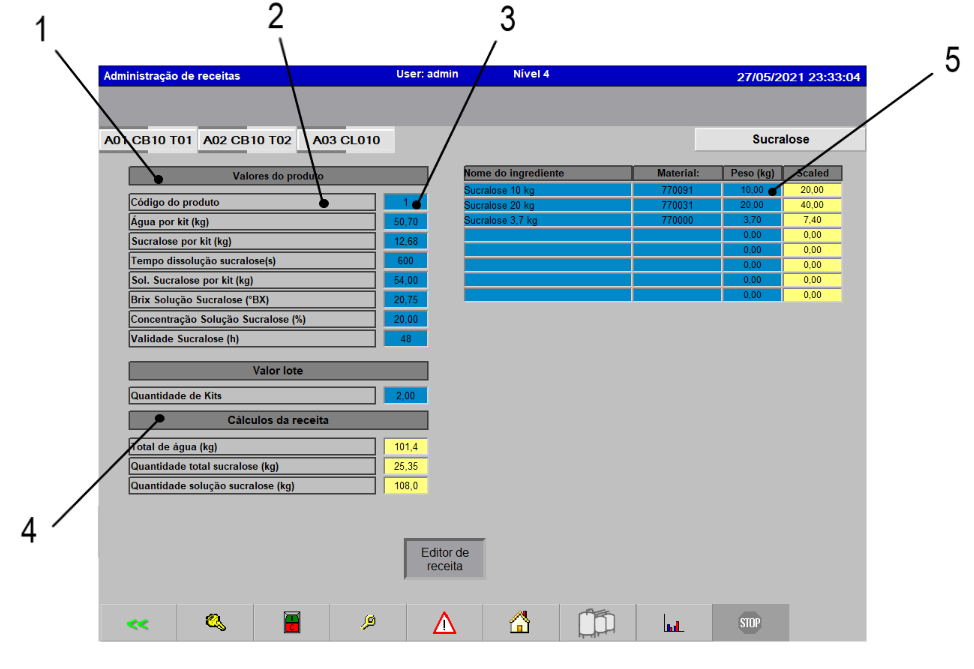 1
2
3
5
Administração de receitas User: admin Nível 4 27/05/2021 23:33:04
A01 CB10 T01 A02 CB10 T02 A03 CL010 Sucralose
Valores do produto
Código do produto 1
Água por kit (kg) 50,70
Sucralose por kit (kg) 12,68
Tempo dissolução sucralose(s) 600
Sol. Sucralose por kit (kg) 54,00
Brix Solução Sucralose (°BX) 20,75
Concentração Solução Sucralose (%) 20,00
Validade Sucralose (h) 48
Valor lote
Quantidade de Kits 2,00
Cálculos da receita
Total de água (kg) 101,4
Quantidade total sucralose (kg) 25,35
Quantidade solução sucralose (kg) 108,0
Nome do ingrediente Material: Peso (kg) Scaled
Sucralose 10 kg 770091 10,00 20,00
Sucralose 20 kg 770031 20,00 40,00
Sucralose 3,7 kg 770000 3,70 7,40
0,00 0,00
0,00 0,00
0,00 0,00
0,00 0,00
0,00 0,00
4
Editor de
receita
<<
STOP